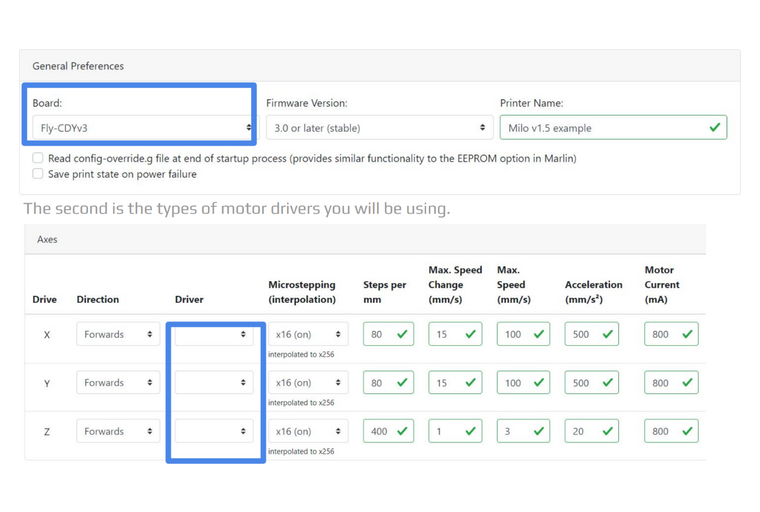 General Preferences
Board: Firmware Version: Printer Name:
Fly-CDYv3 3.0 or later (stable) Milo v1.5 example
Read config-override.g file at end of startup process (provides similar functionality to the EEPROM option in Marlin)
Save print state on power failure
The second is the types of motor drivers you will be using.
Axes
Drive Direction Driver Microstepping (interpolation) Steps per mm Max. Speed Change (mm/s) Max. Speed (mm/s) Acceleration (mm/s²) Motor Current (mA)
X Forwards x16 (on) 80 15 100 500 800
interpolated to x256
Y Forwards x16 (on) 80 15 100 500 800
interpolated to x256
Z Forwards x16 (on) 400 1 3 20 800
interpolated to x256